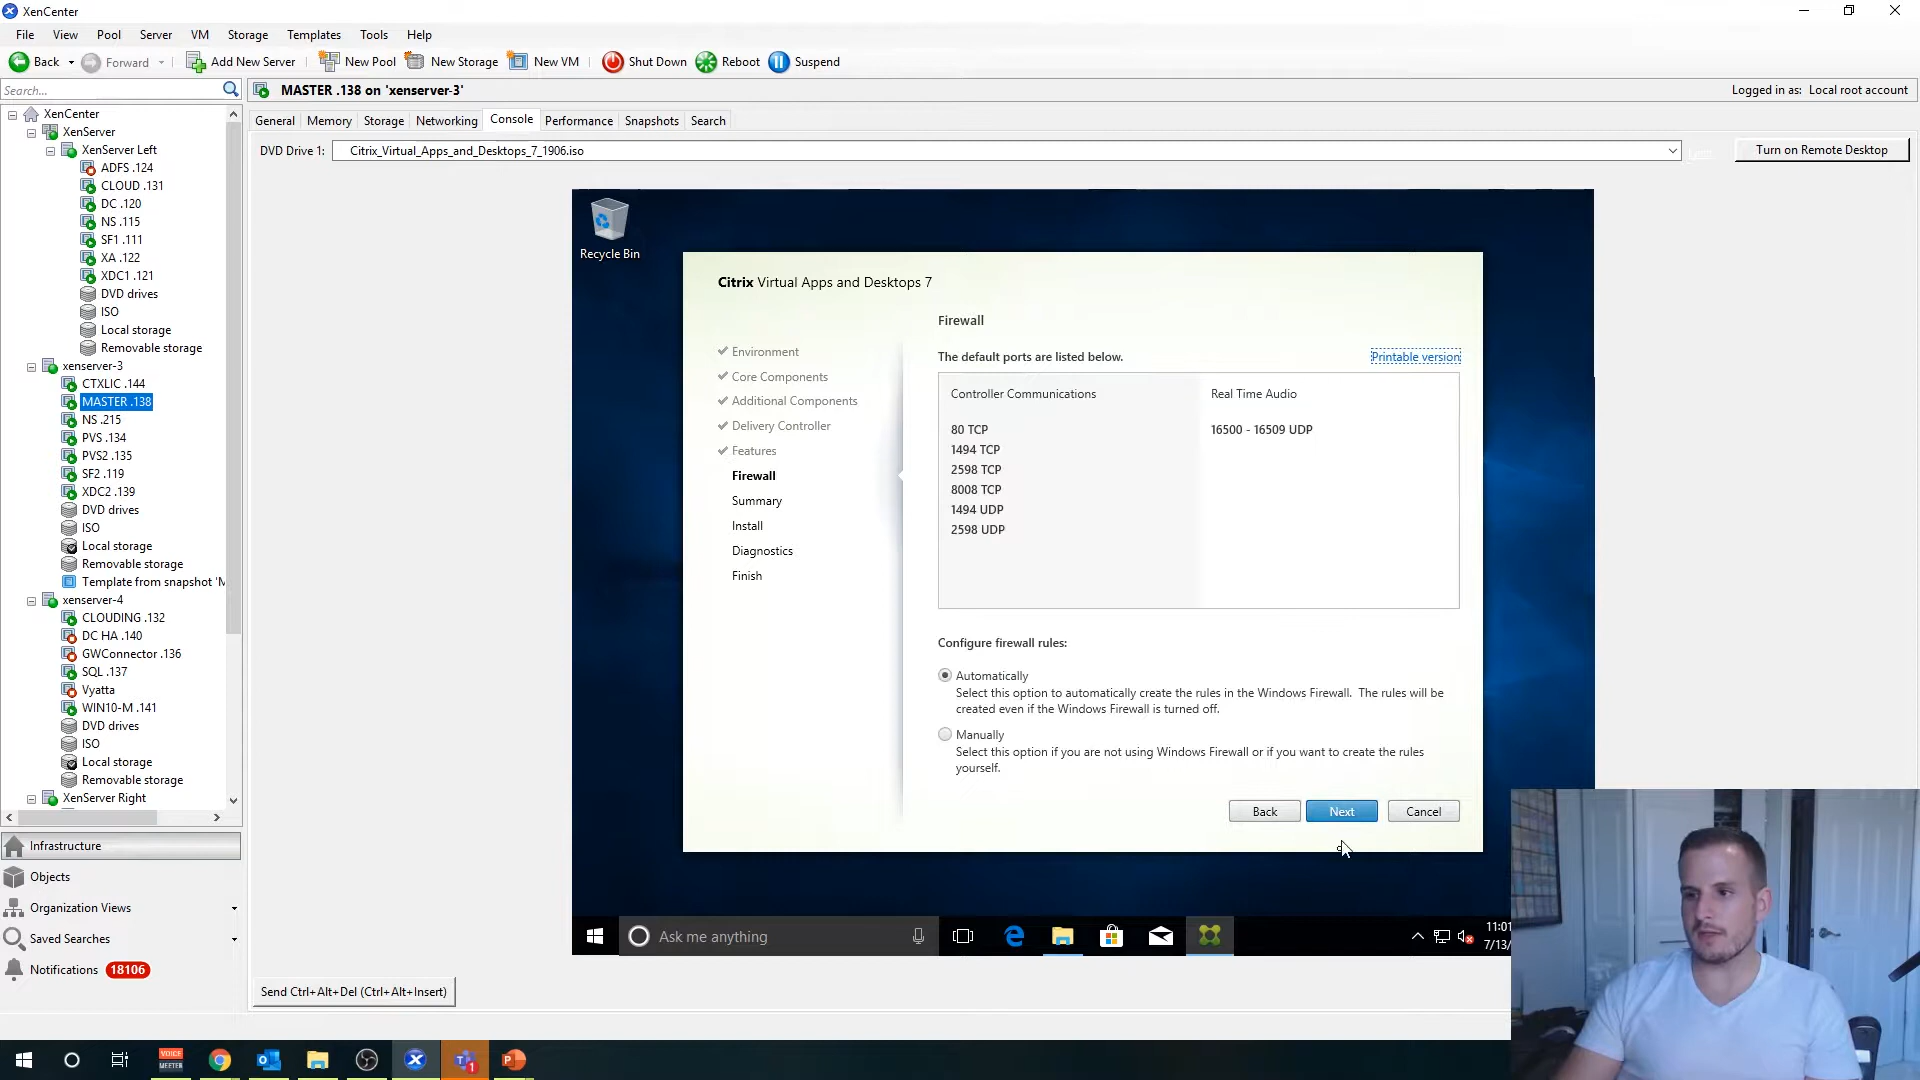 XenCenter
File View Pool Server VM Storage Templates Tools Help
Back Forward Add New Server New Pool New Storage New VM Shut Down Reboot Suspend
Search...
MASTER .138 on 'xenserver-3'
Logged in as: Local root account
General Memory Storage Networking Console Performance Snapshots Search
DVD Drive 1: Citrix_Virtual_Apps_and_Desktops_7_1906.iso
Turn on Remote Desktop
XenCenter
XenServer
XenServer Left
ADFS .124
CLOUD .131
DC .120
NS .115
SF1 .111
XA .122
XDC1 .121
DVD drives
ISO
Local storage
Removable storage
xenserver-3
CTXLIC .144
MASTER .138
NS .215
PVS .134
PVS2 .135
SF2 .119
XDC2 .139
DVD drives
ISO
Local storage
Removable storage
Template from snapshot 'M
xenserver-4
CLOUDING .132
DC HA .140
GWConnector .136
SQL .137
Vyatta
WIN10-M .141
DVD drives
ISO
Local storage
Removable storage
XenServer Right
Infrastructure
Objects
Organization Views
Saved Searches
Notifications 18106
Recycle Bin
Citrix Virtual Apps and Desktops 7
Environment
Core Components
Additional Components
Delivery Controller
Features
Firewall
Summary
Install
Diagnostics
Finish
Firewall
The default ports are listed below.
Printable version
Controller Communications
80 TCP
1494 TCP
2598 TCP
8008 TCP
1494 UDP
2598 UDP
Real Time Audio
16500 - 16509 UDP
Configure firewall rules:
Automatically
Select this option to automatically create the rules in the Windows Firewall. The rules will be
created even if the Windows Firewall is turned off.
Manually
Select this option if you are not using Windows Firewall or if you want to create the rules
yourself.
Back Next Cancel
Ask me anything
11:01
7/13/
Send Ctrl+Alt+Del (Ctrl+Alt+Insert)
VOICE
MEETER
1